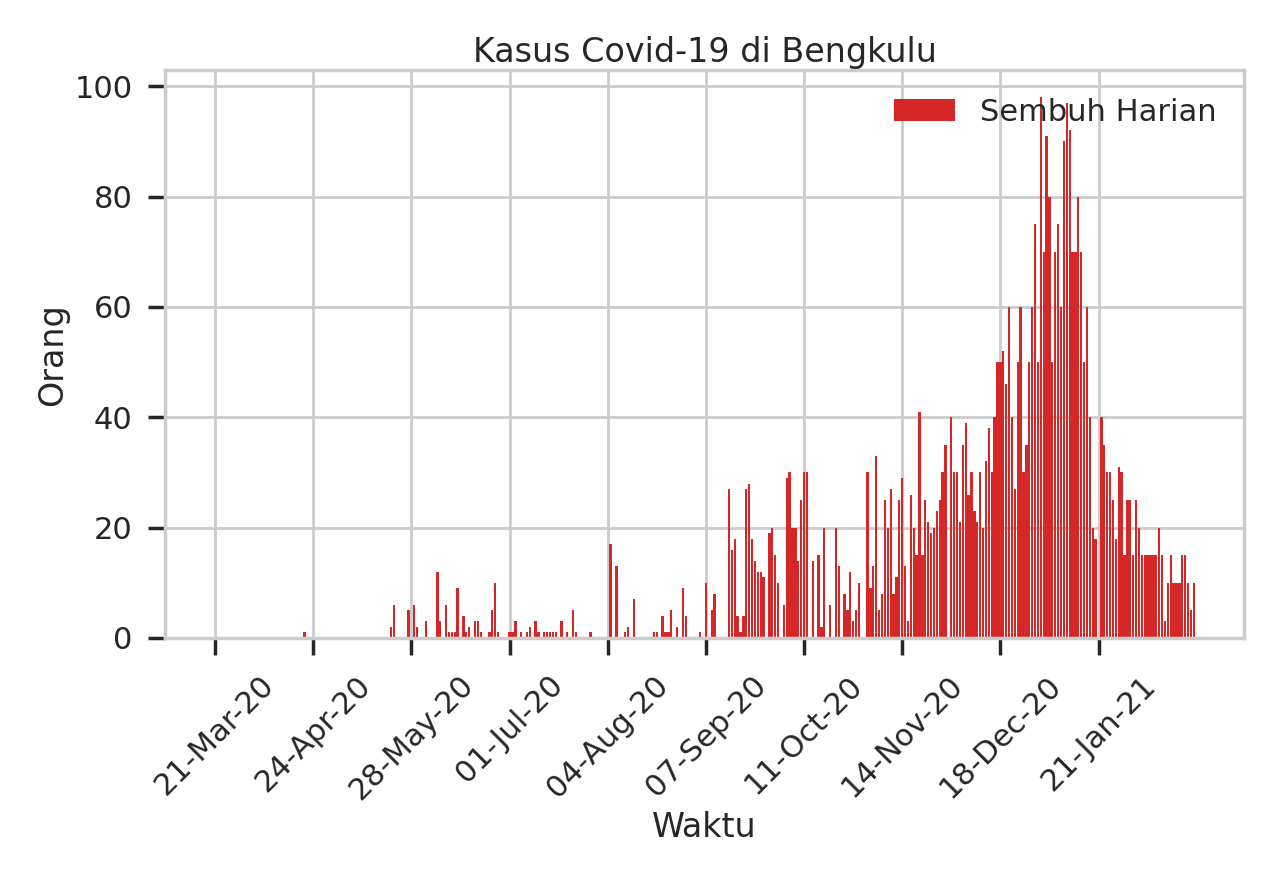 Kasus Covid-19 di Bengkulu
Sembuh Harian
Orang
100
80
60
40
20
0
21-Mar-20
24-Apr-20
28-May-20
01-Jul-20
04-Aug-20
07-Sep-20
11-Oct-20
14-Nov-20
18-Dec-20
21-Jan-21
Waktu